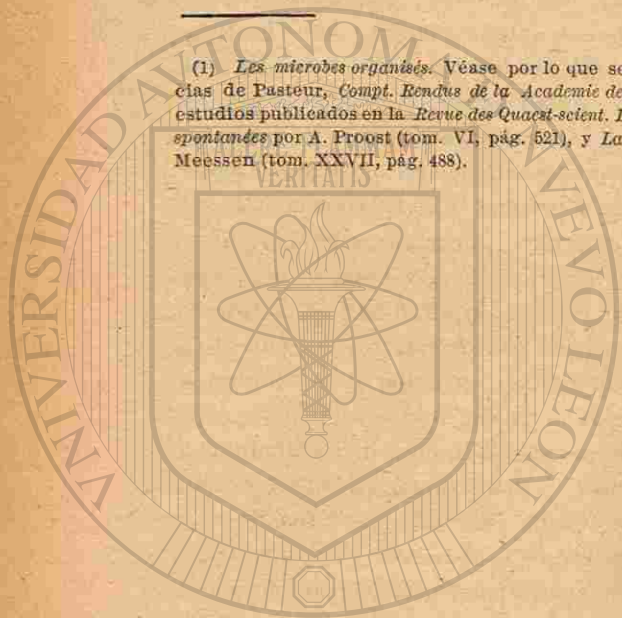 (1) Les microbes organisés. Véase por lo que se
cias de Pasteur, Compt. Rendus de la Academie de
estudios publicados en la Revue des Quaest-scient.
spontanées por A. Proost (tom. VI, pág. 521), y La
Meessen (tom. XXVII, pág. 488).
UNIVERSIDAD AUTONOMA DE NUEVO LEON
VERITATIS